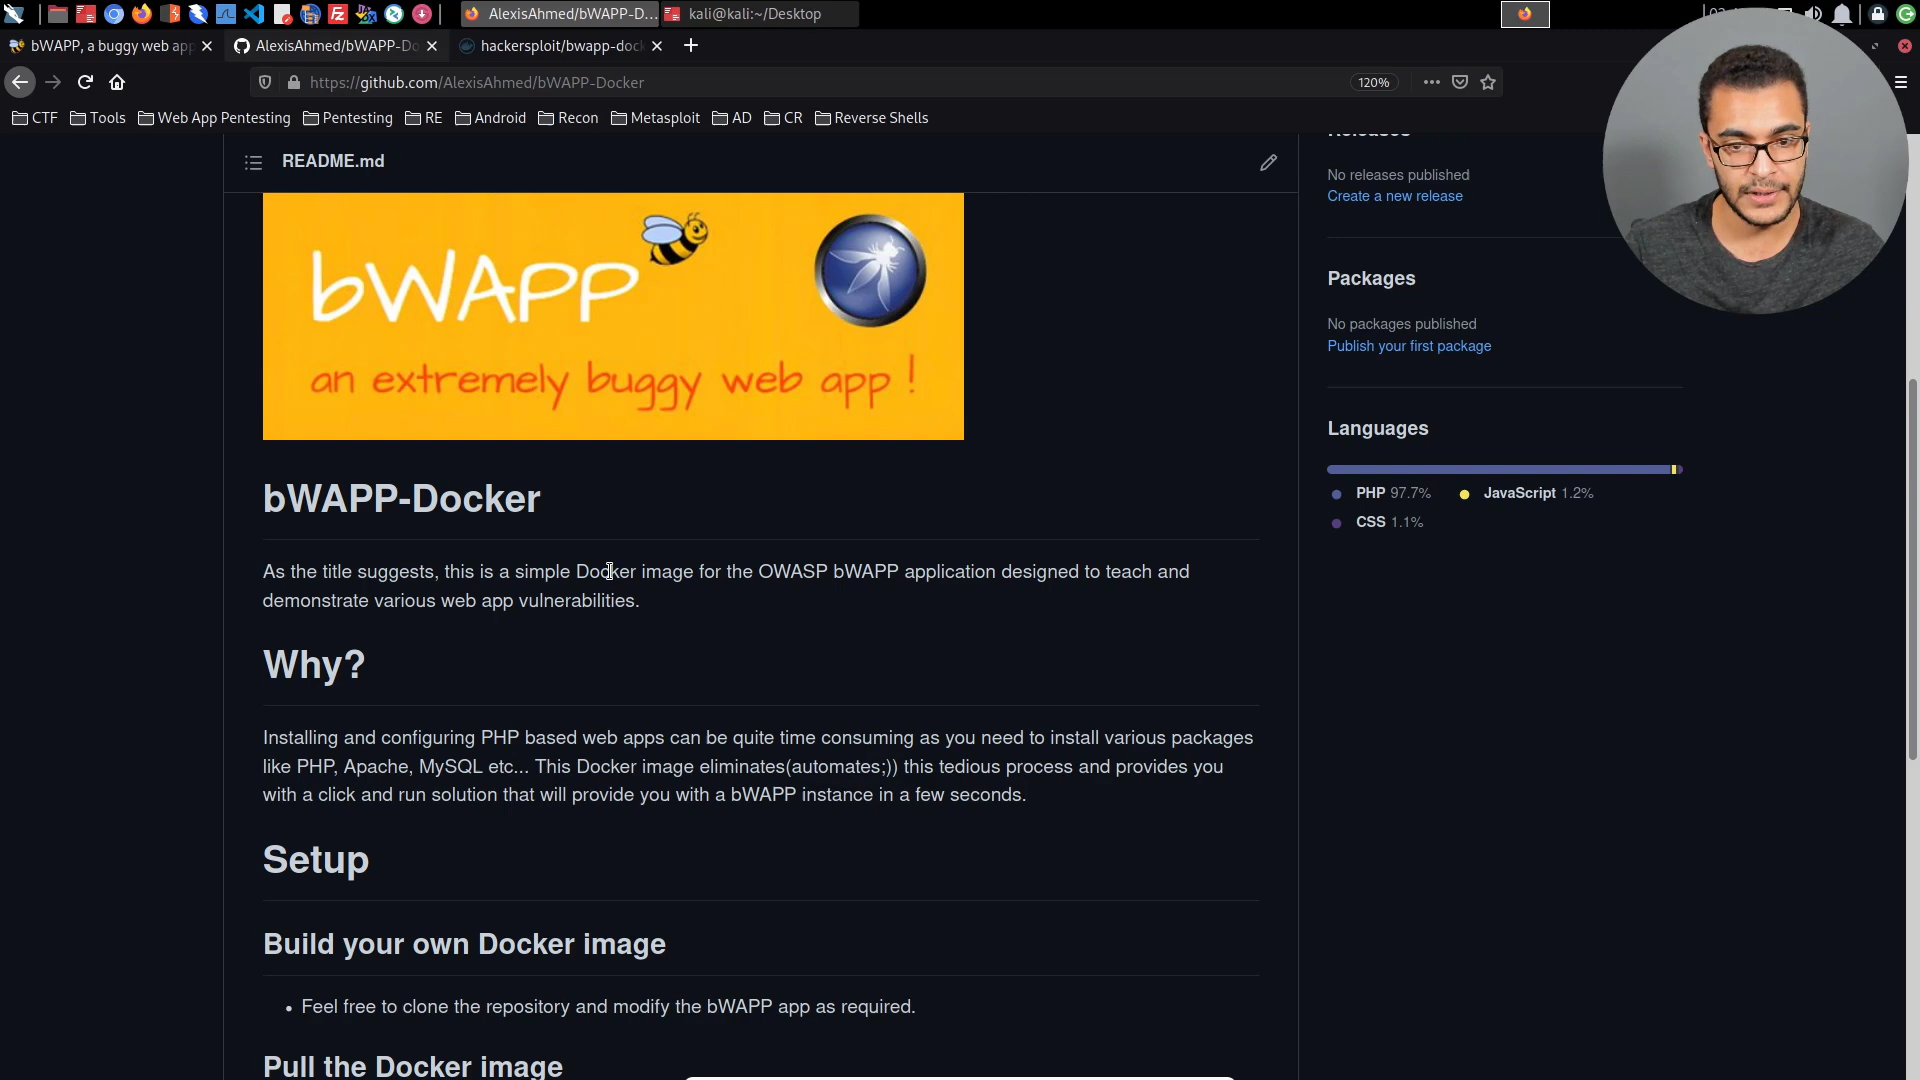 AlexisAhmed/bWAPP-D...
kali@kali:~/Desktop
bWAPP, a buggy web app
AlexisAhmed/bWAPP-Do
hackersploit/bwapp-dock
https://github.com/AlexisAhmed/bWAPP-Docker
120%
CTF
Tools
Web App Pentesting
Pentesting
RE
Android
Recon
Metasploit
AD
CR
Reverse Shells
README.md
bWAPP
an extremely buggy web app !
bWAPP-Docker
As the title suggests, this is a simple Docker image for the OWASP bWAPP application designed to teach and
demonstrate various web app vulnerabilities.
Why?
Installing and configuring PHP based web apps can be quite time consuming as you need to install various packages
like PHP, Apache, MySQL etc... This Docker image eliminates(automates;)) this tedious process and provides you
with a click and run solution that will provide you with a bWAPP instance in a few seconds.
Setup
Build your own Docker image
• Feel free to clone the repository and modify the bWAPP app as required.
Pull the Docker image
Releases
No releases published
Create a new release
Packages
No packages published
Publish your first package
Languages
PHP 97.7%
JavaScript 1.2%
CSS 1.1%